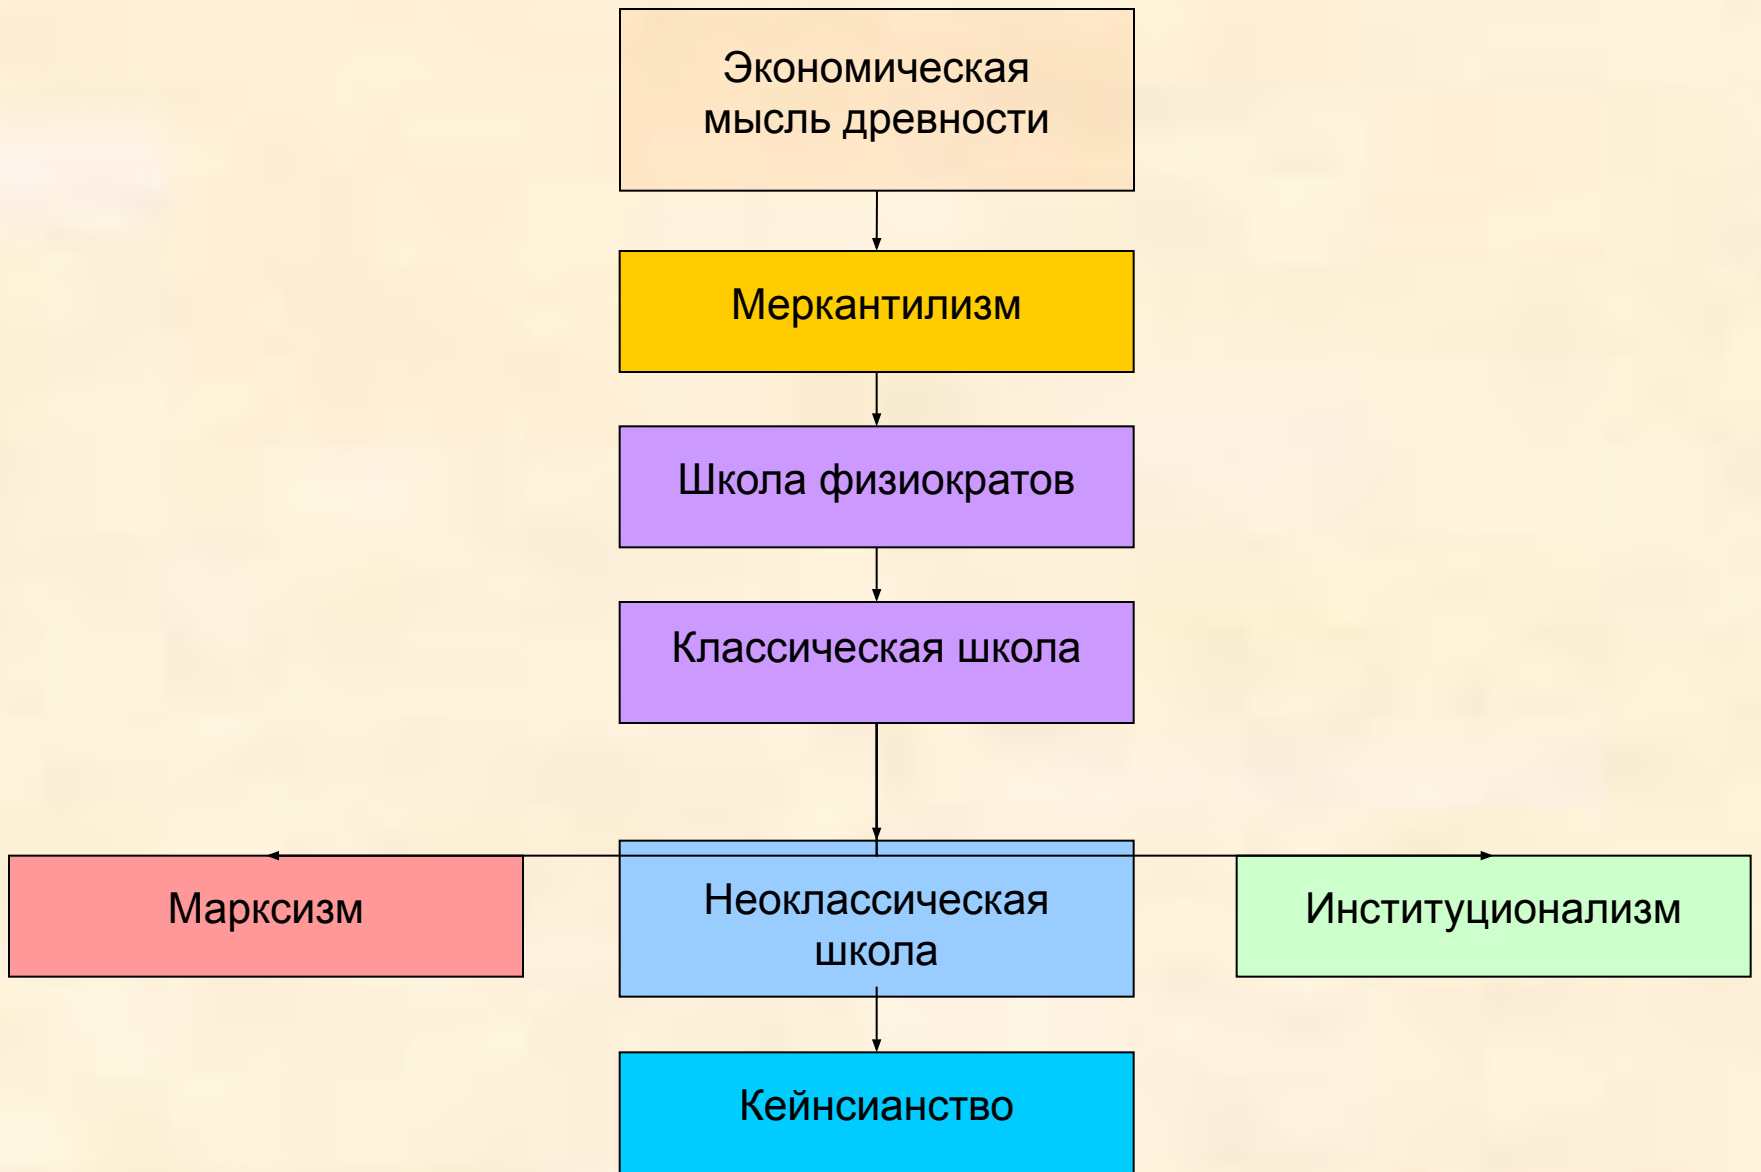 Экономическая
мысль древности
Меркантилизм
Школа физиократов
Классическая школа
Марксизм
Неоклассическая
школа
Институционализм
Кейнсианство